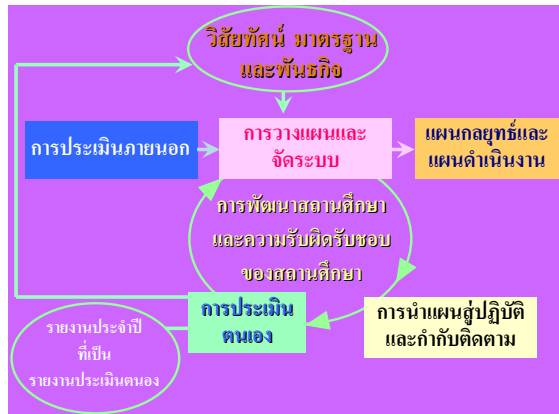 วิสัยทัศน์ มาตรฐาน
และพันธกิจ
การประเมินภายนอก
การวางแผนและ
จัดระบบ
แผนกลยุทธ์และ
แผนดำเนินงาน
การพัฒนาสถานศึกษา
และความรับผิดรับชอบ
ของสถานศึกษา
การประเมิน
ตนเอง
การนำแผนสู่ปฏิบัติ
และกำกับติดตาม
รายงานประจำปี
ที่เป็น
รายงานประเมินตนอง